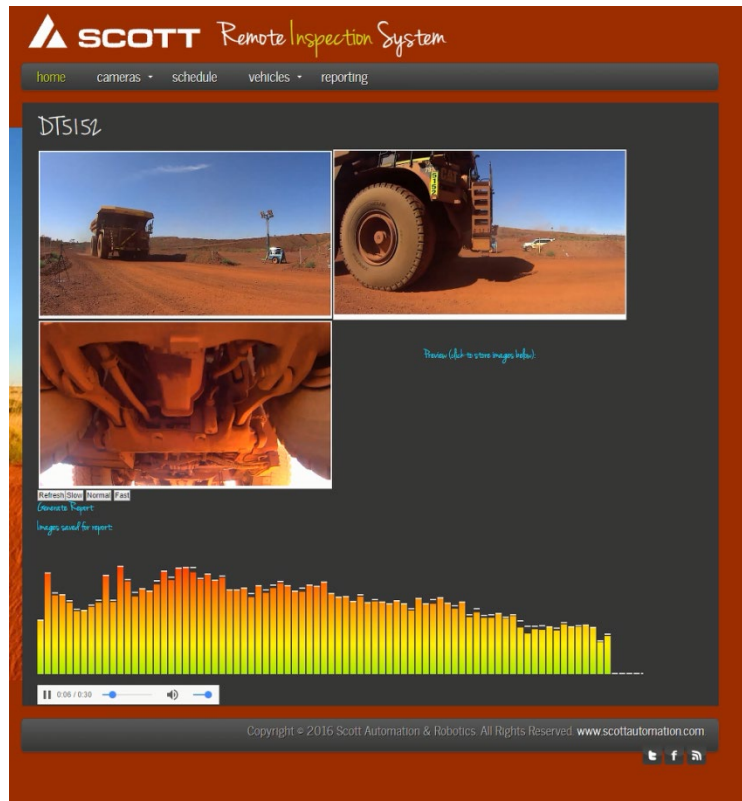 SCOTT Remote Inspection System
home cameras schedule vehicles reporting
DT5152
Preview (click to store images below):
Refresh Slow Normal Fast
Generate Report:
Images saved for report:
0:06 / 0:30
Copyright © 2016 Scott Automation & Robotics. All Rights Reserved. www.scottautomation.com